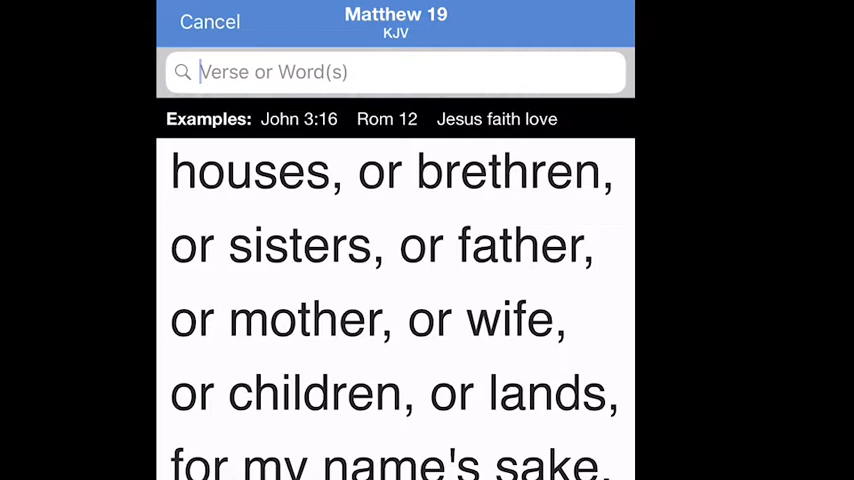 Cancel
Matthew 19
KJV
Verse or Word(s)
Examples: John 3:16 Rom 12 Jesus faith love
houses, or brethren,
or sisters, or father,
or mother, or wife,
or children, or lands,
for my name's sake,